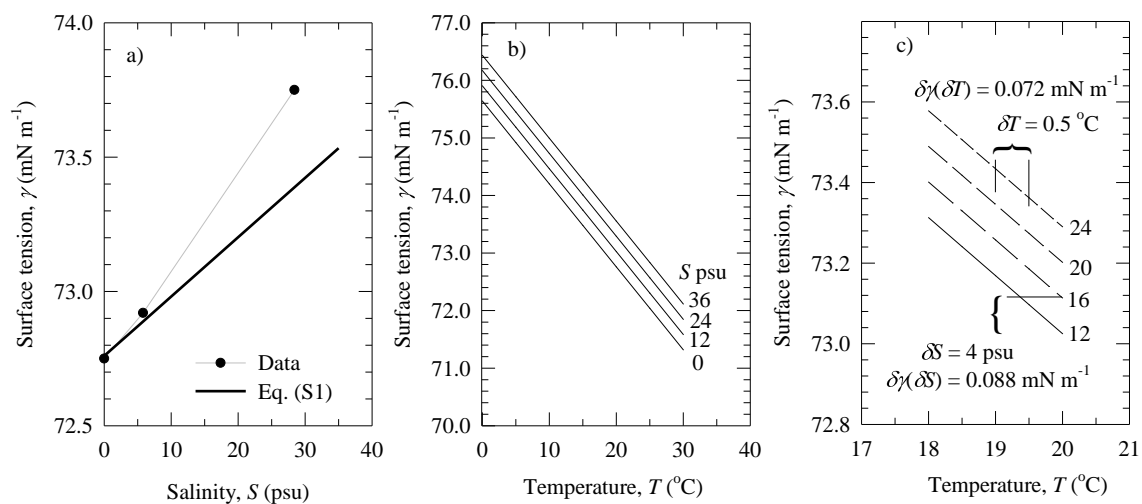 a)
74.0
73.5
73.0
72.5
Surface tension, γ (mN m⁻¹)
0 10 20 30 40
Salinity, S (psu)
Data
Eq. (S1)
b)
77.0
76.0
75.0
74.0
73.0
72.0
71.0
70.0
Surface tension, γ (mN m⁻¹)
S psu
36
24
12
0
0 10 20 30 40
Temperature, T (°C)
c)
73.6
73.4
73.2
73.0
72.8
Surface tension, γ (mN m⁻¹)
δγ(δT) = 0.072 mN m⁻¹
δT = 0.5 °C
24
20
16
12
δS = 4 psu
δγ(δS) = 0.088 mN m⁻¹
17 18 19 20 21
Temperature, T (°C)